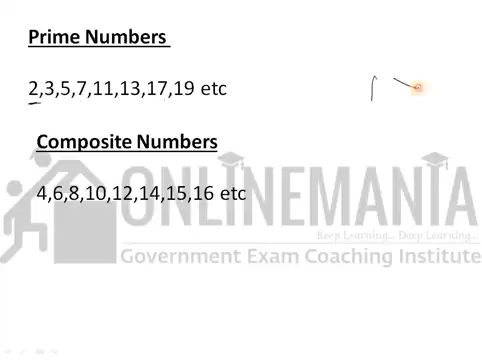 Prime Numbers
2,3,5,7,11,13,17,19 etc
Composite Numbers
4,6,8,10,12,14,15,16 etc
ONLINEMANIA
Keep Learning... Deep Learning...
Government Exam Coaching Institute